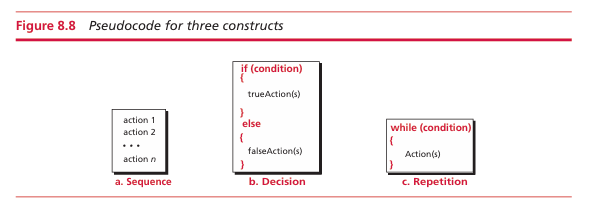 Figure 8.8 Pseudocode for three constructs
action 1
action 2
• • •
action n
a. Sequence
if (condition)
{
trueAction(s)
}
else
{
falseAction(s)
}
b. Decision
while (condition)
{
Action(s)
}
c. Repetition